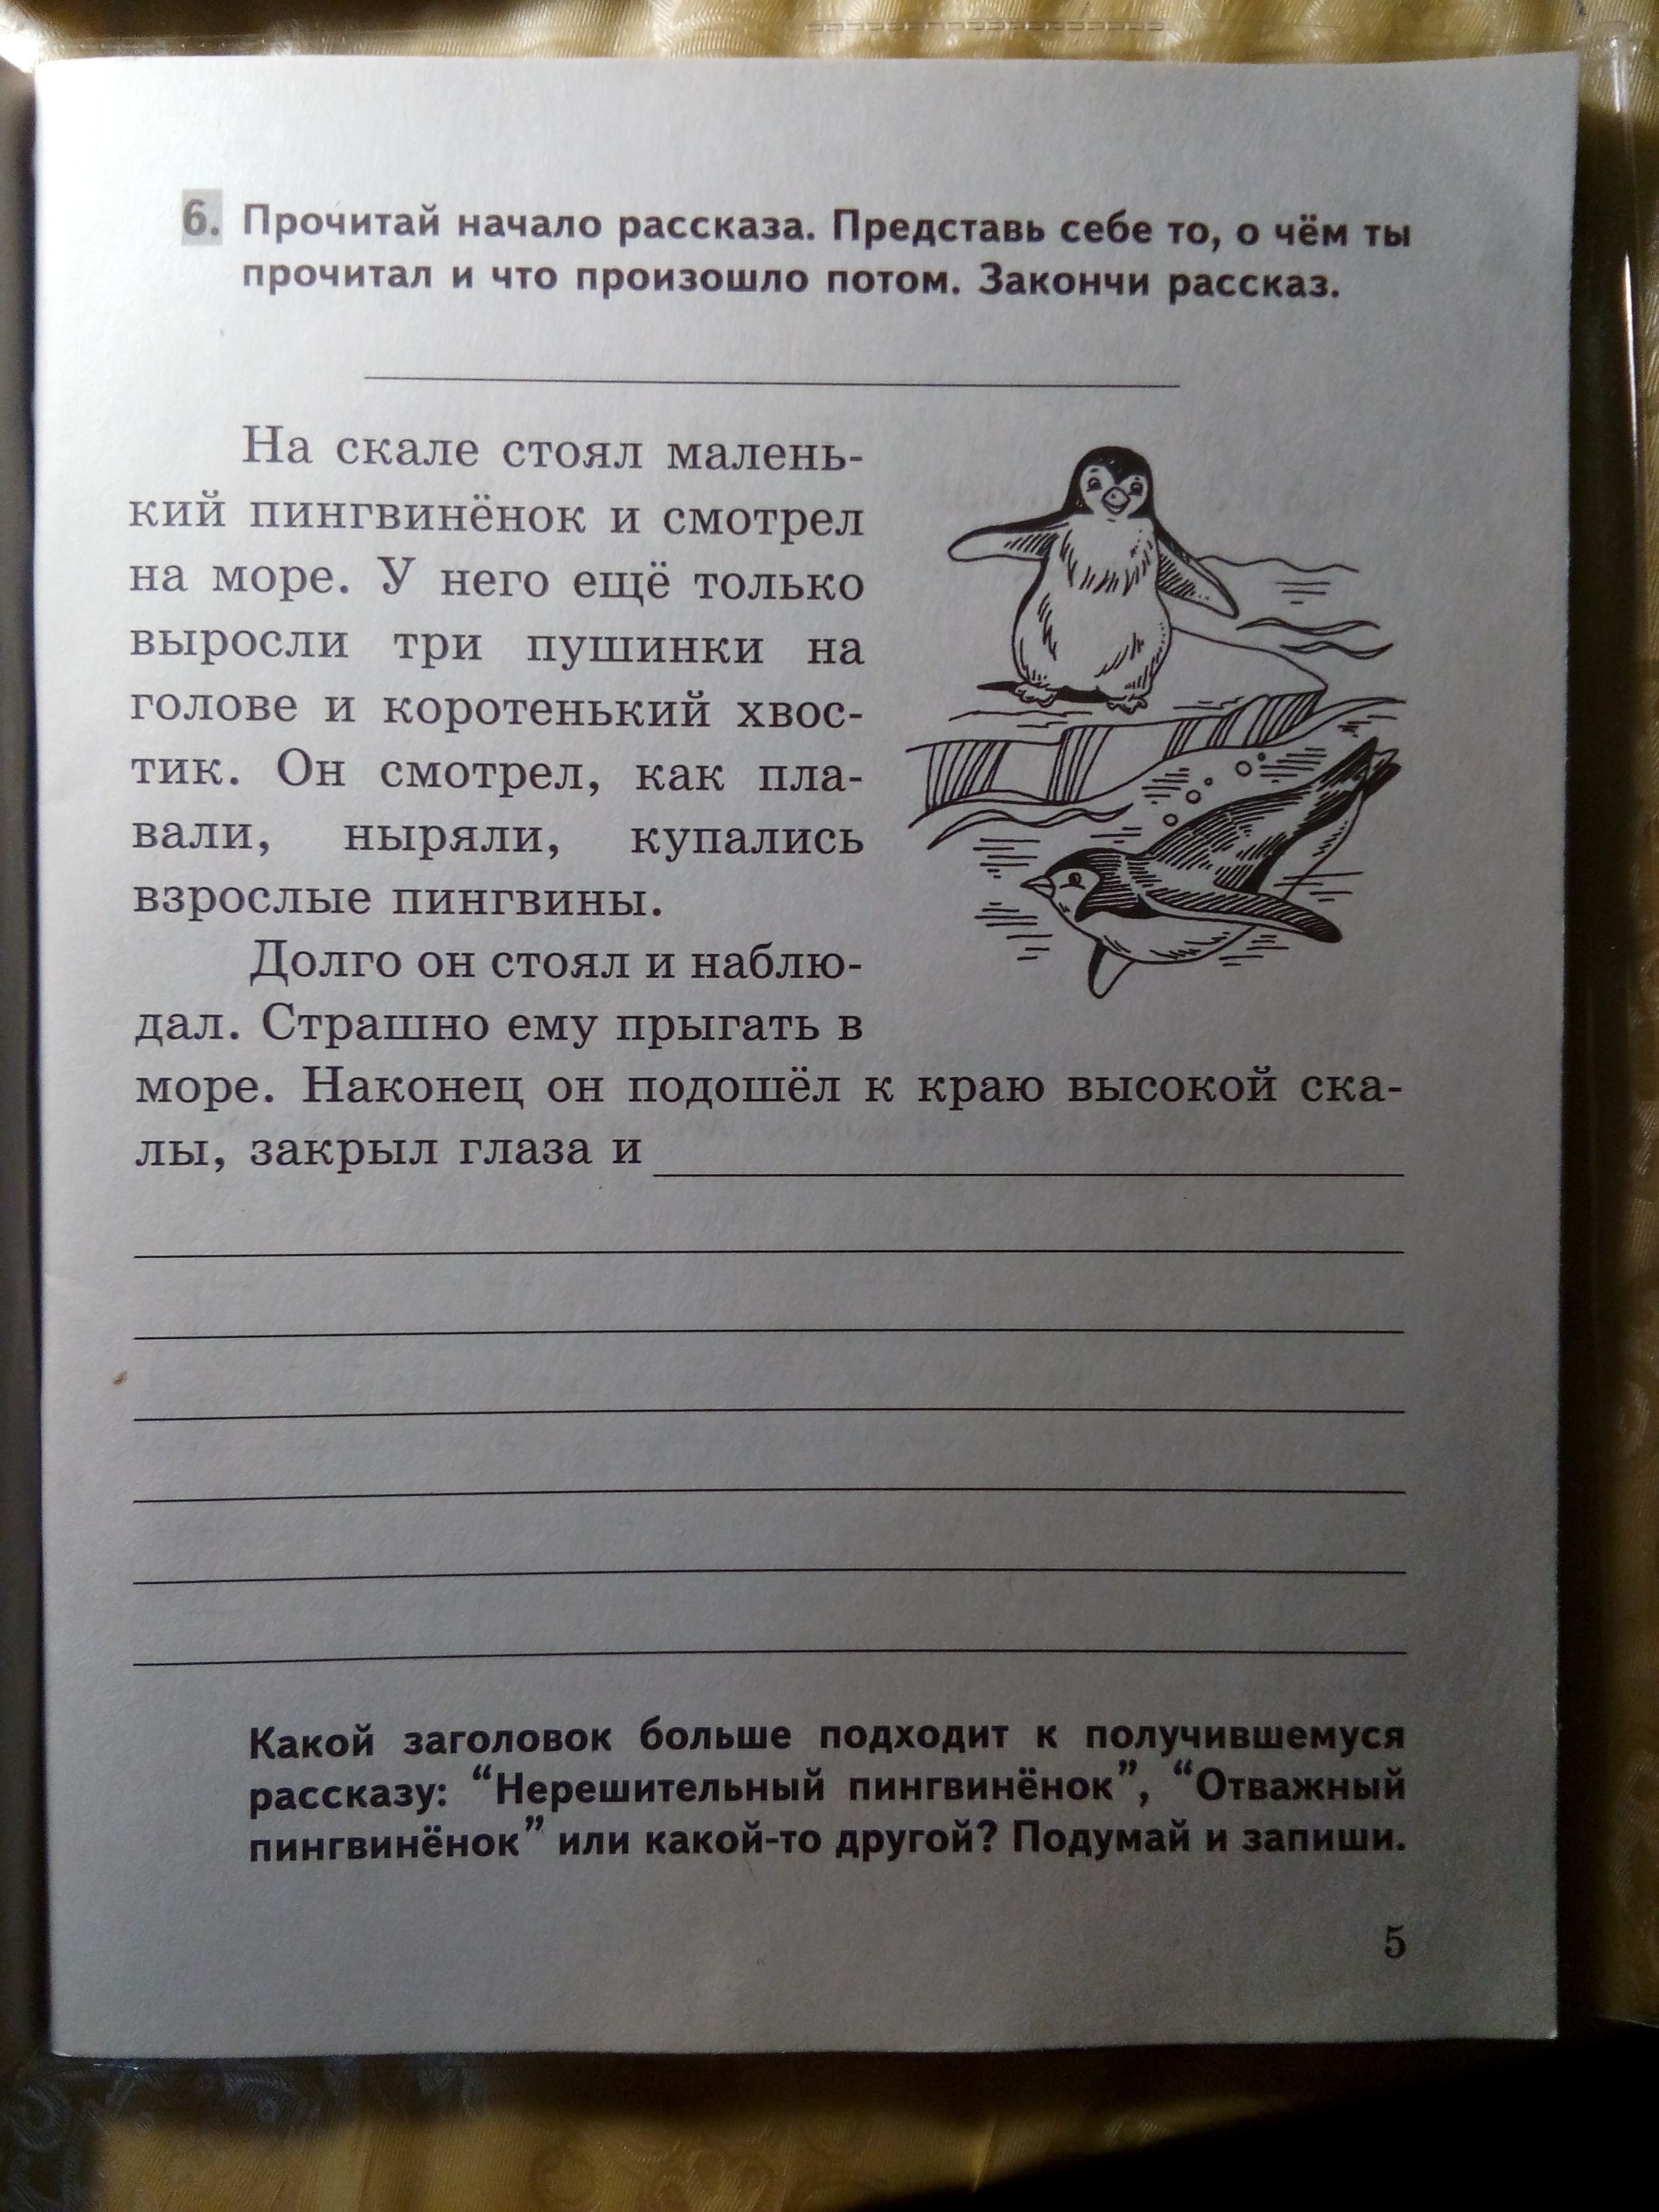 6. Прочитай начало рассказа. Представь себе то, о чём ты
прочитал и что произошло потом. Закончи рассказ.
На скале стоял малень-
кий пингвинёнок и смотрел
на море. У него ещё только
выросли три пушинки на
голове и коротенький хвос-
тик. Он смотрел, как пла-
вали, ныряли, купались
взрослые пингвины.
Долго он стоял и наблю-
дал. Страшно ему прыгать в
море. Наконец он подошёл к краю высокой ска-
лы, закрыл глаза и
Какой заголовок больше подходит к получившемуся
рассказу: “Нерешительный пингвинёнок”, “Отважный
пингвинёнок” или какой-то другой? Подумай и запиши.
5